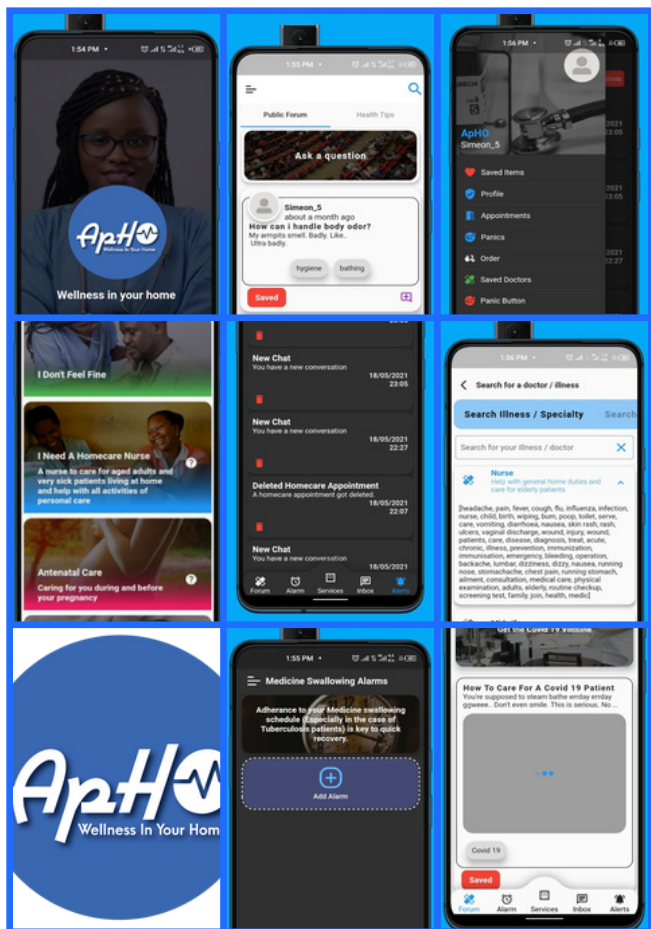 1:54 PM
ApHO
Wellness In Your Home
Wellness in your home
1:55 PM
Public Forum
Health Tips
Ask a question
Simeon_5
about a month ago
How can i handle body odor?
My armpits smell. Badly. Like..
Ultra badly.
hygiene
bathing
Saved
1:56 PM
ApHO
Simeon_5
Saved Items
Profile
Appointments
Panics
Order
Saved Doctors
Panic Button
2021
23:05
2021
23:05
2021
22:27
I Don't Feel Fine
I Need A Homecare Nurse
A nurse to care for aged adults and
very sick patients living at home
and help with all activities of
personal care
Antenatal Care
Caring for you during and before
your pregnancy
New Chat
You have a new conversation
18/05/2021
23:05
New Chat
You have a new conversation
18/05/2021
22:27
Deleted Homecare Appointment
A homecare appointment got deleted.
18/05/2021
22:07
New Chat
You have a new conversation
18/05/2021
Forum
Alarm
Services
Inbox
Alerts
1:56 PM
Search for a doctor / illness
Search Illness / Specialty
Search
Search for your illness / doctor
Nurse
Help with general home duties and
care for elderly patients
[headache, pain, fever, cough, flu, influenza, infection,
nurse, child, birth, wiping, bum, poop, toilet, serve,
care, vomiting, diarrhoea, nausea, skin rash, rash,
ulcers, vaginal discharge, wound, injury, wound,
patients, care, disease, diagnosis, treat, acute,
chronic, illness, prevention, immunization,
immunisation, emergency, bleeding, operation,
backache, lumbar, dizziness, dizzy, nausea, running
nose, stomachache, chest pain, running stomach,
ailment, consultation, medical care, physical
examination, adults, elderly, routine checkup,
screening test, family, join, health, medic]
ApHO
Wellness In Your Hom
1:55 PM
Medicine Swallowing Alarms
Adherance to your Medicine swallowing
schedule (Especially in the case of
Tuberculosis patients) is key to quick
recovery.
Add Alarm
Get the Covid 19 Vaccine
How To Care For A Covid 19 Patient
You're supposed to steam bathe errday errday
ggweee.. Don't even smile. This is serious. No ...
Covid 19
Saved
Forum
Alarm
Services
Inbox
Alerts